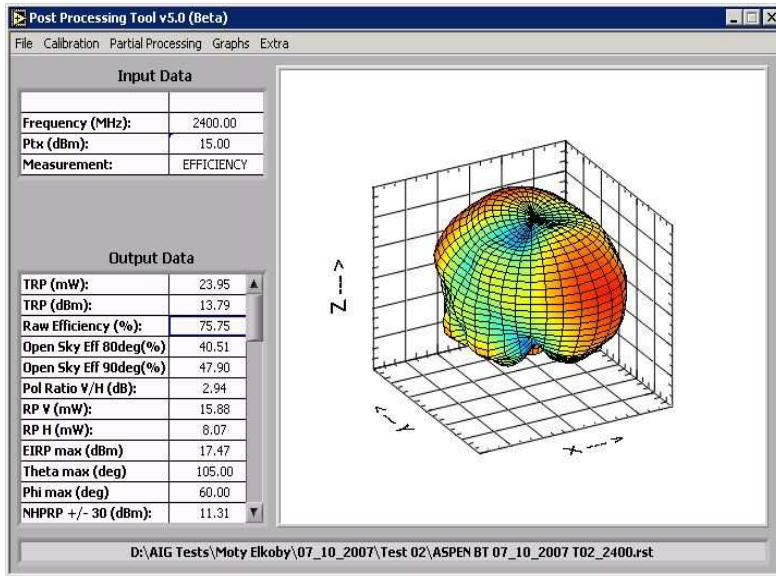 Post Processing Tool v5.0 (Beta)
File Calibration Partial Processing Graphs Extra
Input Data
Frequency (MHz): 2400.00
Ptx (dBm): 15.00
Measurement: EFFICIENCY
Output Data
TRP (mW): 23.95
TRP (dBm): 13.79
Raw Efficiency (%): 75.75
Open Sky Eff 80deg(%) 40.51
Open Sky Eff 90deg(%) 47.90
Pol Ratio V/H (dB): 2.94
RP V (mW): 15.88
RP H (mW): 8.07
EIRP max (dBm) 17.47
Theta max (deg) 105.00
Phi max (deg) 60.00
NHPRP +/- 30 (dBm): 11.31
Z --->
<--- Y
X --->
D:\AIG Tests\Moty Elkoby\07_10_2007\Test 02\ASPEN BT 07_10_2007 T02_2400.rst